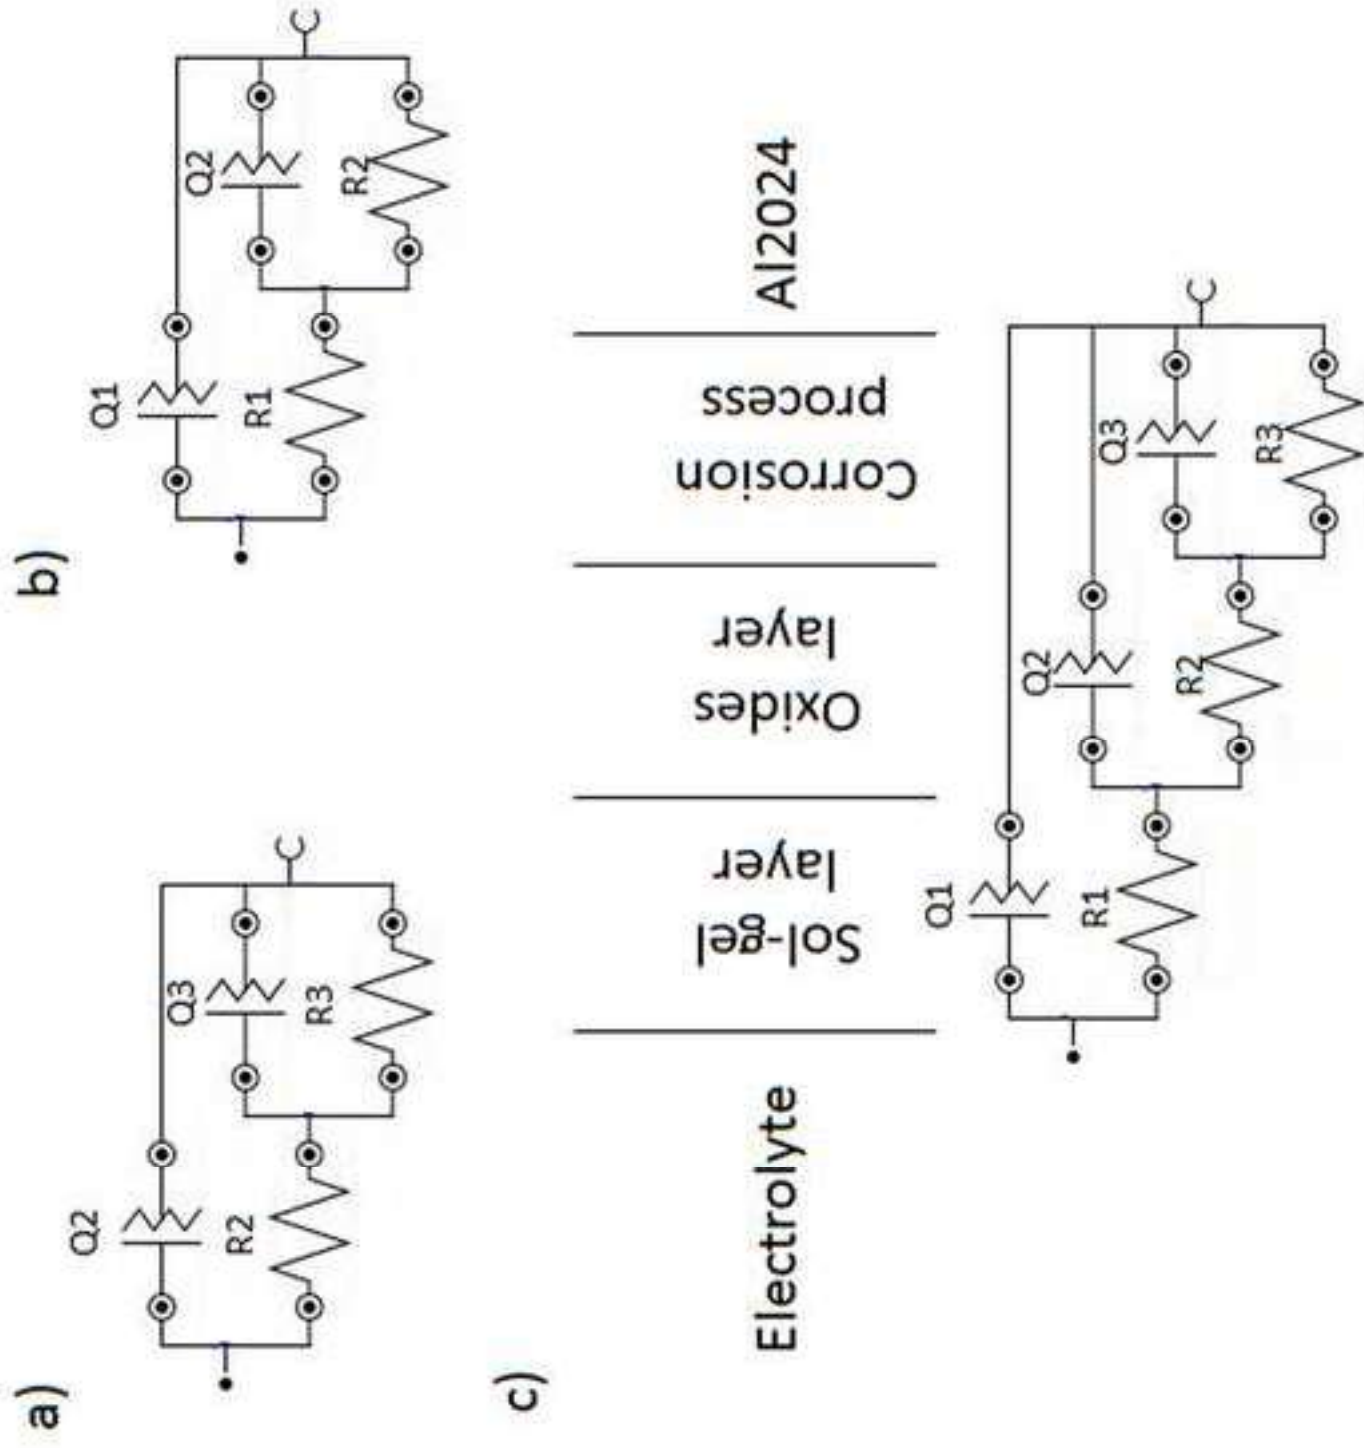 a)
Q2
R2
Q3
R3
b)
Q1
R1
Q2
R2
c)
Electrolyte
Sol-gel
layer
Oxides
layer
Corrosion
process
Al2024
Q1
R1
Q2
R2
Q3
R3